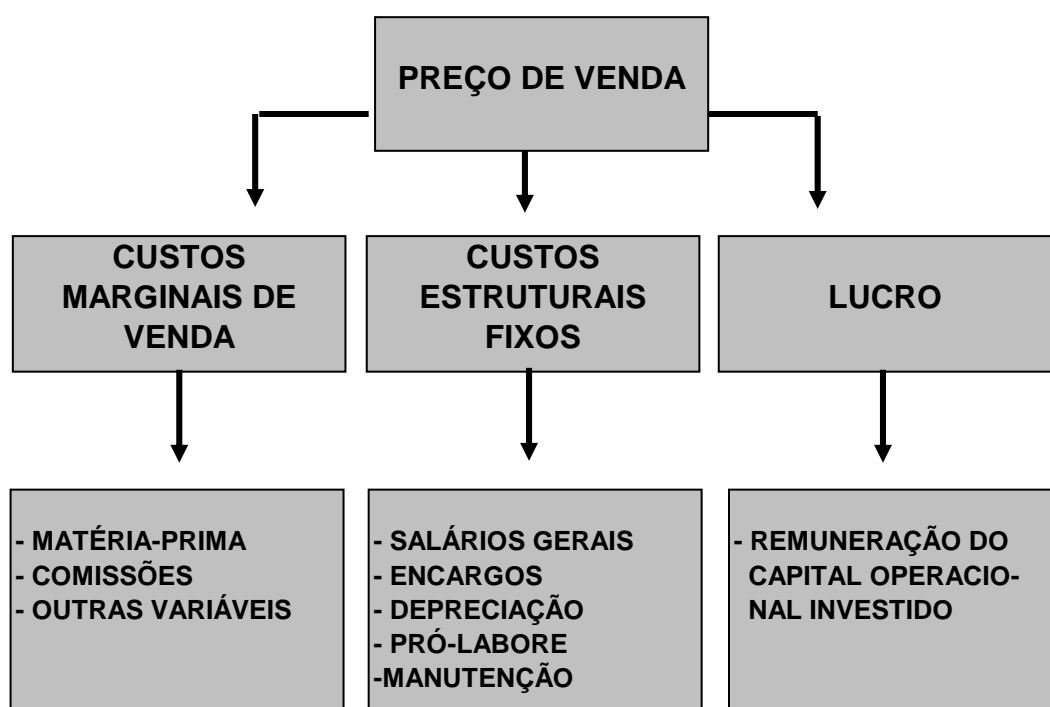 PREÇO DE VENDA
CUSTOS
MARGINAIS DE
VENDA
CUSTOS
ESTRUTURAIS
FIXOS
LUCRO
- MATÉRIA-PRIMA
- COMISSÕES
- OUTRAS VARIÁVEIS
- SALÁRIOS GERAIS
- ENCARGOS
- DEPRECIAÇÃO
- PRÓ-LABORE
-MANUTENÇÃO
- REMUNERAÇÃO DO
CAPITAL OPERACIO-
NAL INVESTIDO